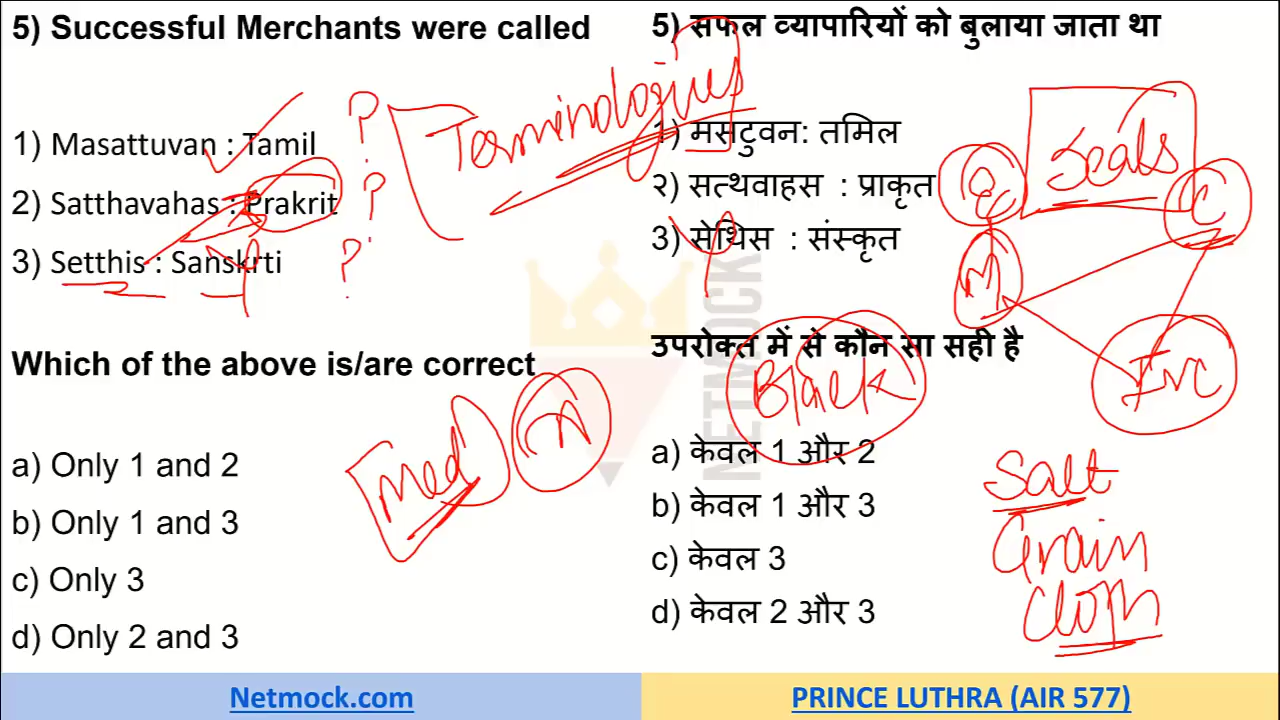 5) Successful Merchants were called
1) Masattuvan : Tamil
2) Satthavahas : Prakrit
3) Setthis : Sanskrti
Which of the above is/are correct
a) Only 1 and 2
b) Only 1 and 3
c) Only 3
d) Only 2 and 3
? ? ?
Terminologies
Med
A
5) सफल व्यापारियों को बुलाया जाता था
1) मसटुवन: तमिल
२) सत्थवाहस : प्राकृत
3) सेथिस : संस्कृत
उपरोक्त में से कौन सा सही है
a) केवल 1 और 2
b) केवल 1 और 3
c) केवल 3
d) केवल 2 और 3
Seals
C
M
Black
Salt
Grain
Cloth
NETMOCK
Netmock.com
PRINCE LUTHRA (AIR 577)